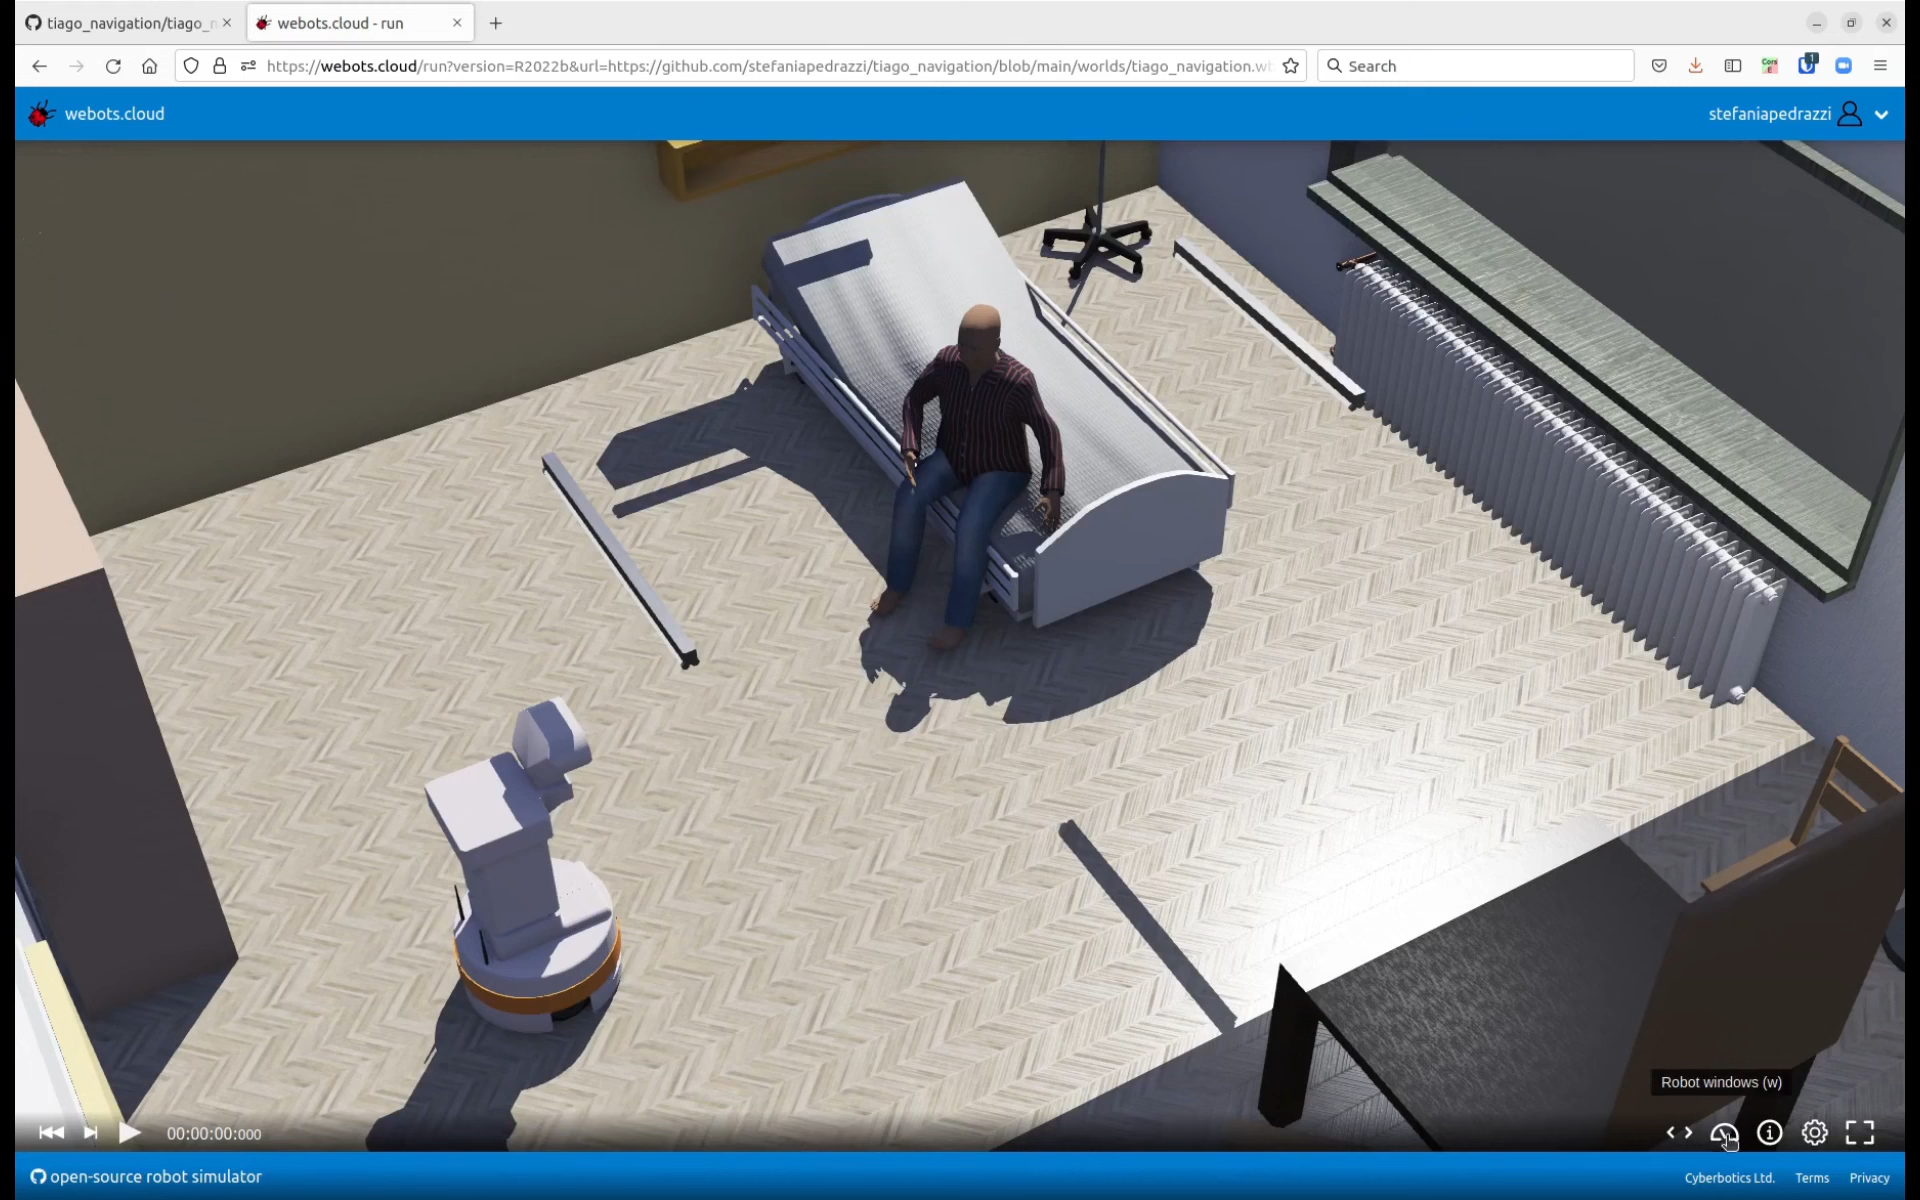 tiago_navigation/tiago_n
webots.cloud - run
https://webots.cloud/run?version=R2022b&url=https://github.com/stefaniapedrazzi/tiago_navigation/blob/main/worlds/tiago_navigation.w
Search
1
webots.cloud
stefaniapedrazzi
Robot windows (w)
00:00:00:000
open-source robot simulator
Cyberbotics Ltd.
Terms
Privacy